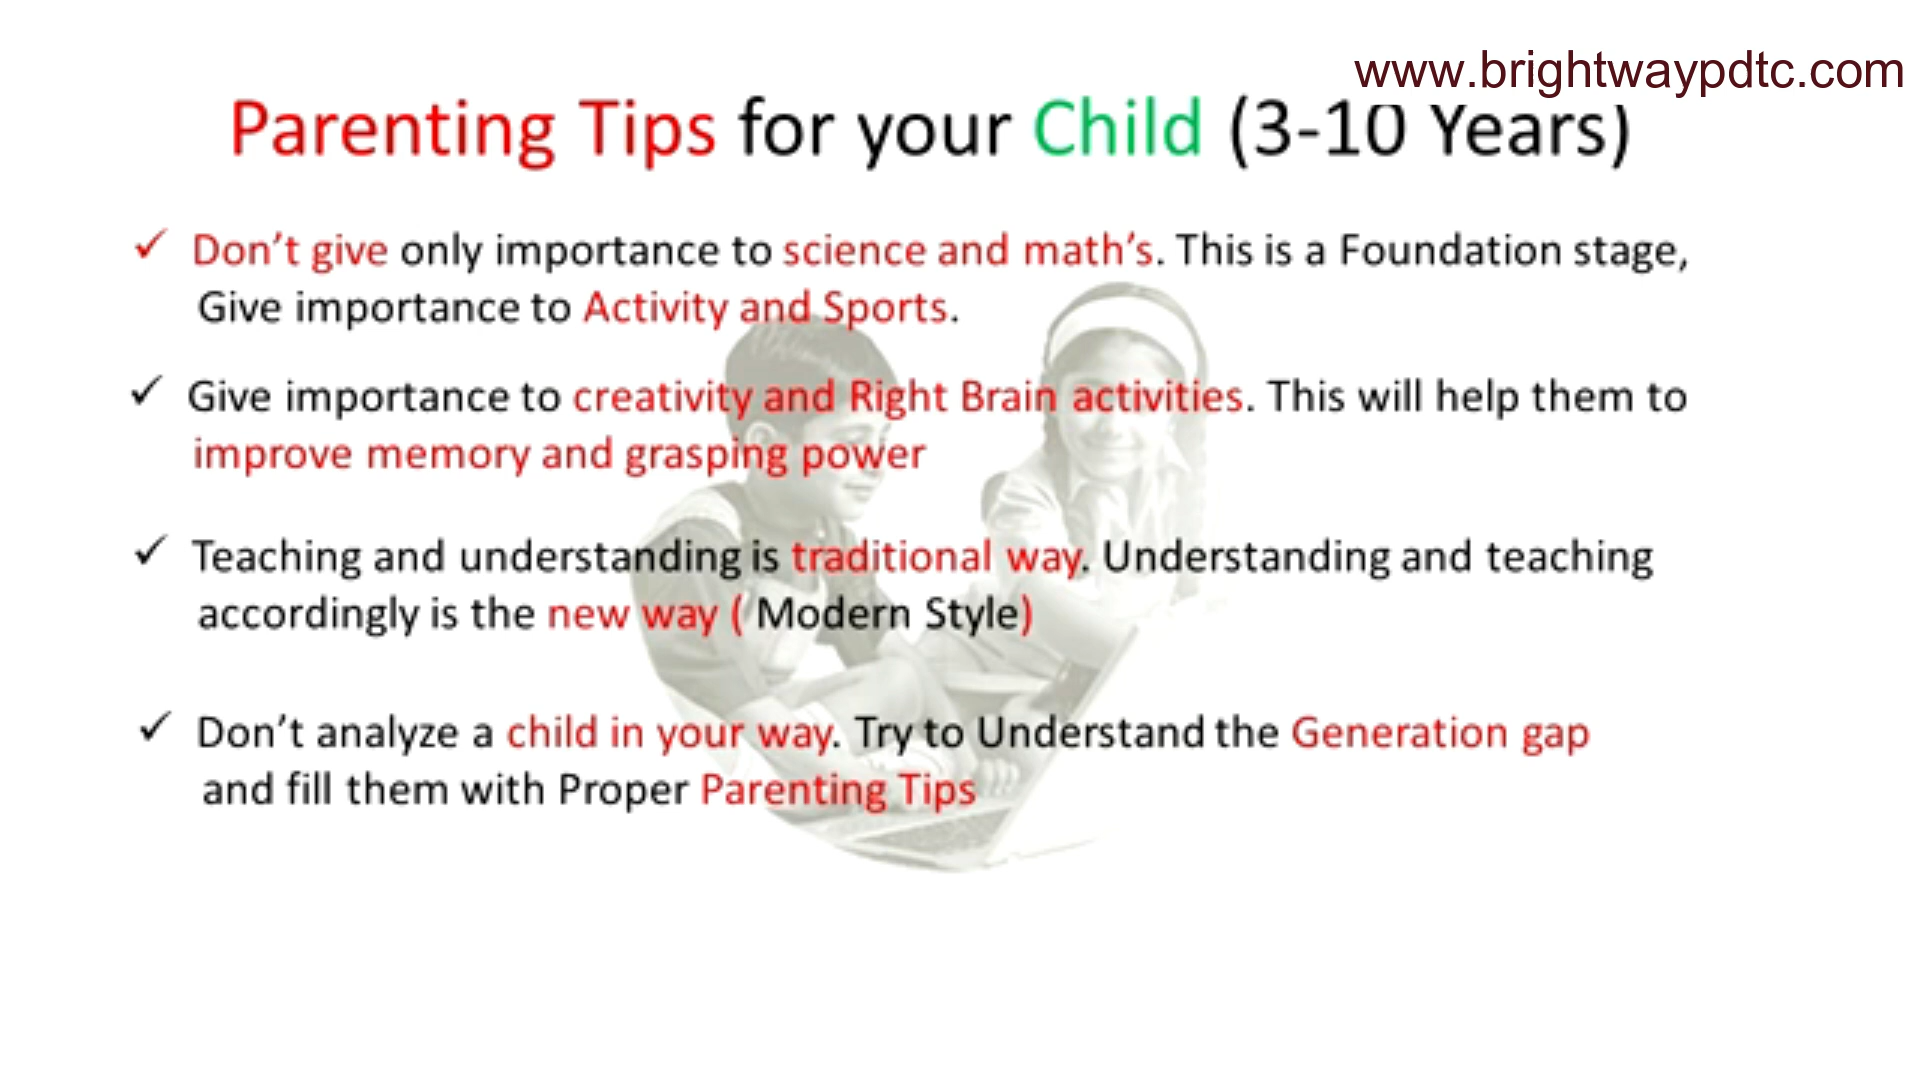 www.brightwaypdtc.com
Parenting Tips for your Child (3-10 Years)
✓ Don't give only importance to science and math's. This is a Foundation stage,
Give importance to Activity and Sports.
✓ Give importance to creativity and Right Brain activities. This will help them to
improve memory and grasping power
✓ Teaching and understanding is traditional way. Understanding and teaching
accordingly is the new way ( Modern Style)
✓ Don't analyze a child in your way. Try to Understand the Generation gap
and fill them with Proper Parenting Tips